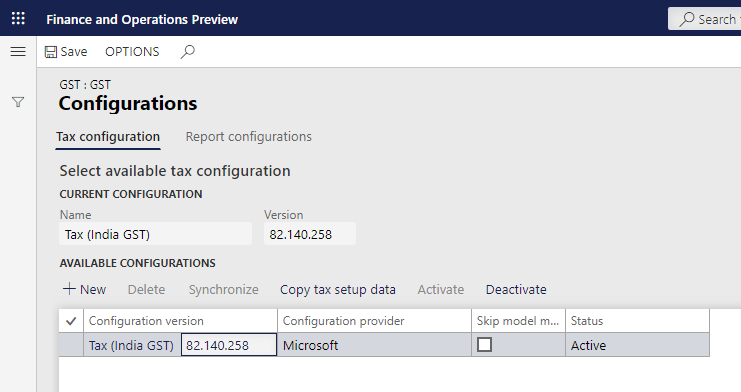 Finance and Operations Preview
Search
Save OPTIONS
GST : GST
Configurations
Tax configuration Report configurations
Select available tax configuration
CURRENT CONFIGURATION
Name Version
Tax (India GST) 82.140.258
AVAILABLE CONFIGURATIONS
New Delete Synchronize Copy tax setup data Activate Deactivate
Configuration version Configuration provider Skip model m... Status
Tax (India GST) 82.140.258 Microsoft Active